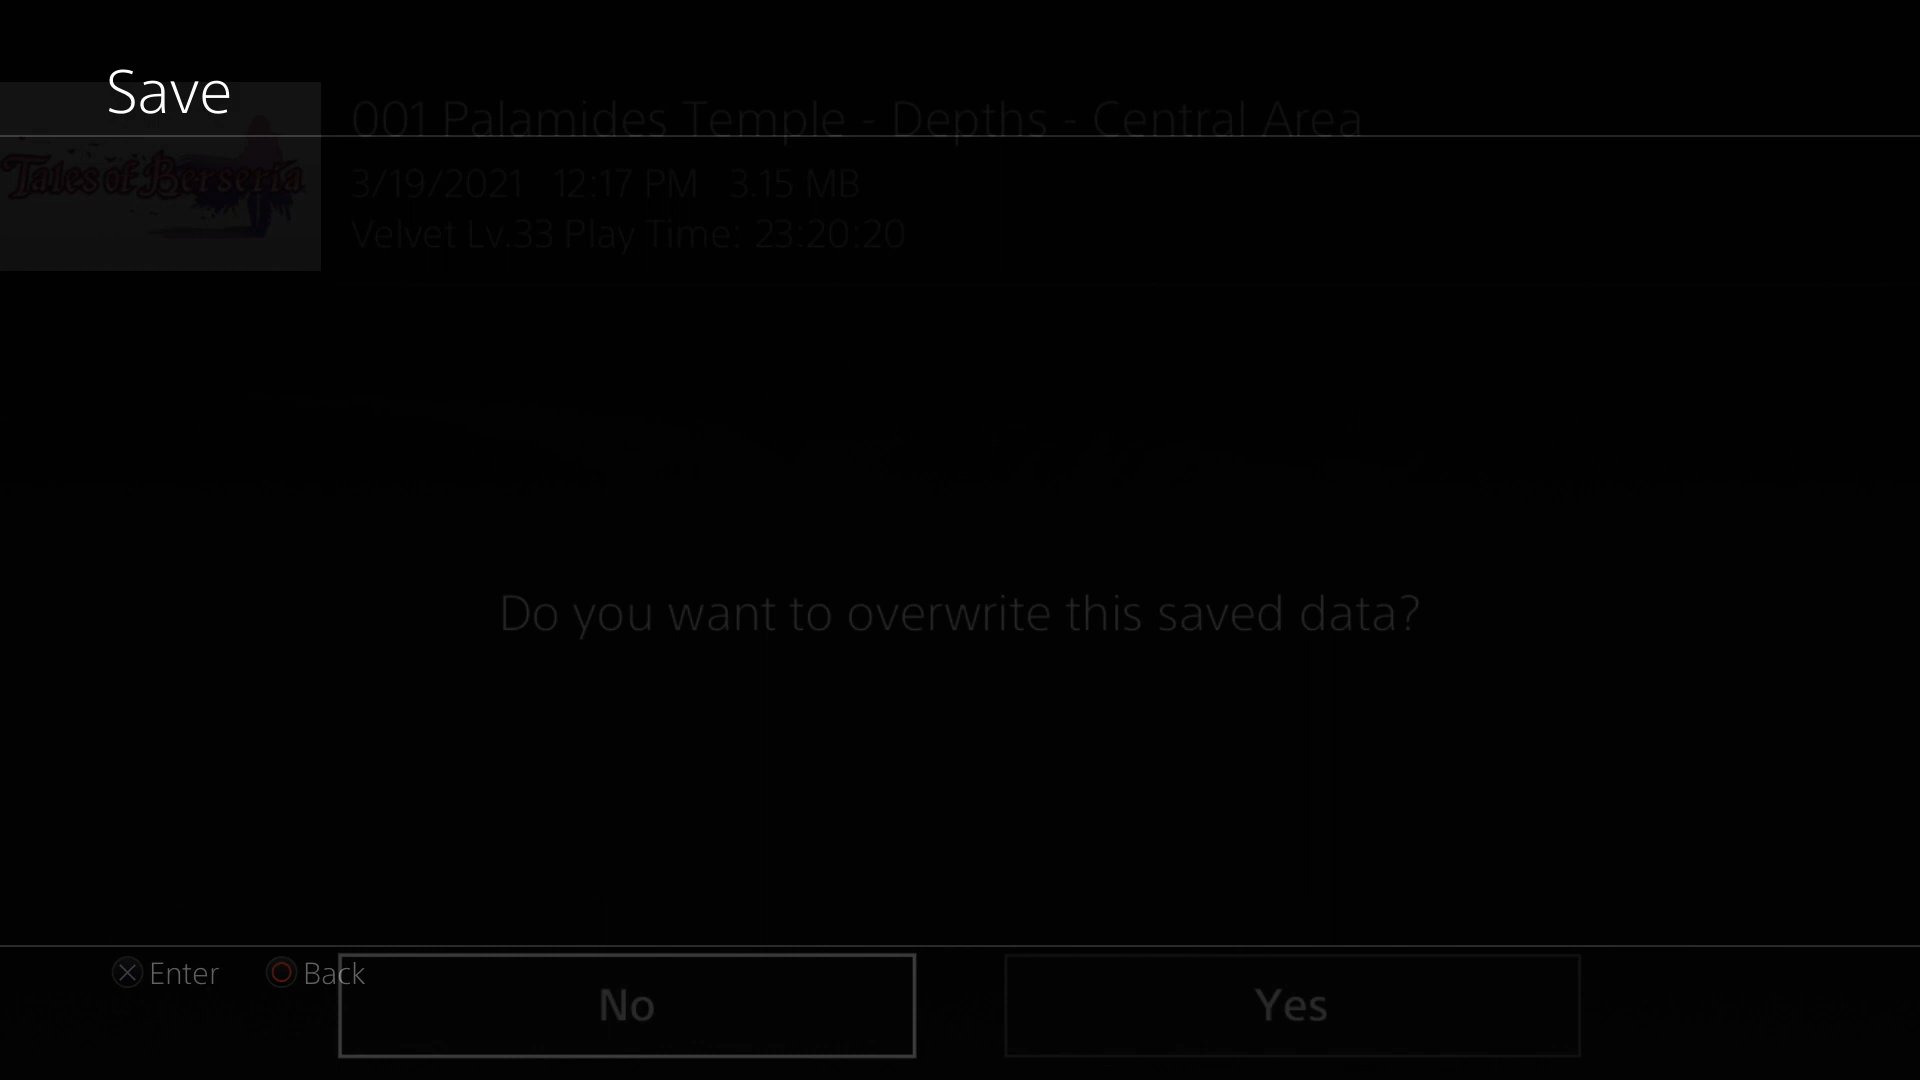 Save
001 Palamides Temple - Depths - Central Area
Tales of Berseria
3/19/2021 12:17 PM 3.15 MB
Velvet Lv.33 Play Time: 23:20:20
Do you want to overwrite this saved data?
Enter Back
No Yes